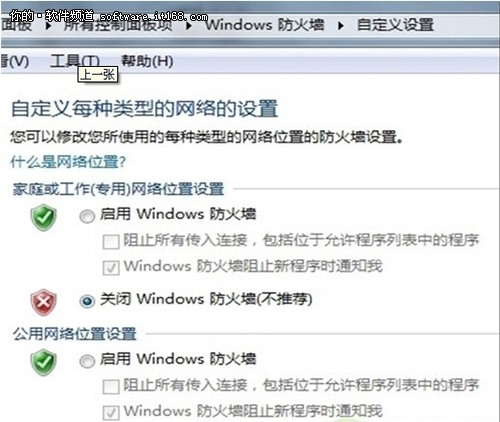 你的·软件频道 software.it168.com
面板 ▸ 所有控制面板项 ▸ Windows 防火墙 ▸ 自定义设置
看(V) 工具(T) 帮助(H)
上一张
自定义每种类型的网络的设置
您可以修改您所使用的每种类型的网络位置的防火墙设置。
什么是网络位置?
家庭或工作(专用)网络位置设置
启用 Windows 防火墙
阻止所有传入连接，包括位于允许程序列表中的程序
Windows 防火墙阻止新程序时通知我
关闭 Windows 防火墙(不推荐)
公用网络位置设置
启用 Windows 防火墙
阻止所有传入连接，包括位于允许程序列表中的程序
Windows 防火墙阻止新程序时通知我